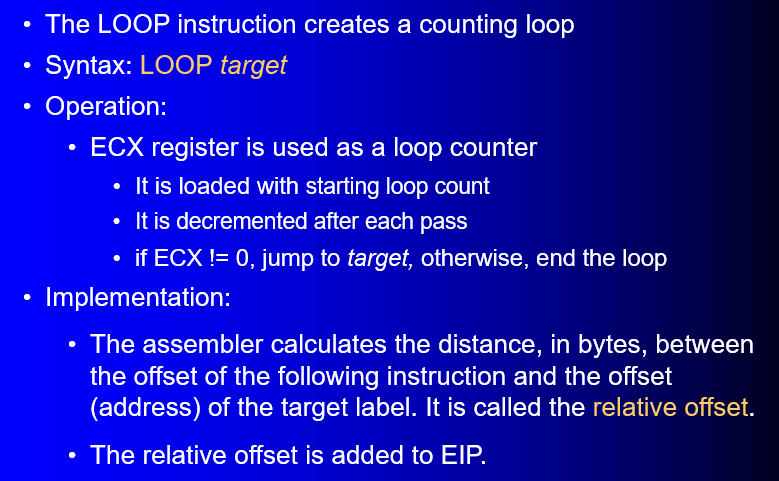 • The LOOP instruction creates a counting loop
• Syntax: LOOP target
• Operation:
• ECX register is used as a loop counter
• It is loaded with starting loop count
• It is decremented after each pass
• if ECX != 0, jump to target, otherwise, end the loop
• Implementation:
• The assembler calculates the distance, in bytes, between
the offset of the following instruction and the offset
(address) of the target label. It is called the relative offset.
• The relative offset is added to EIP.